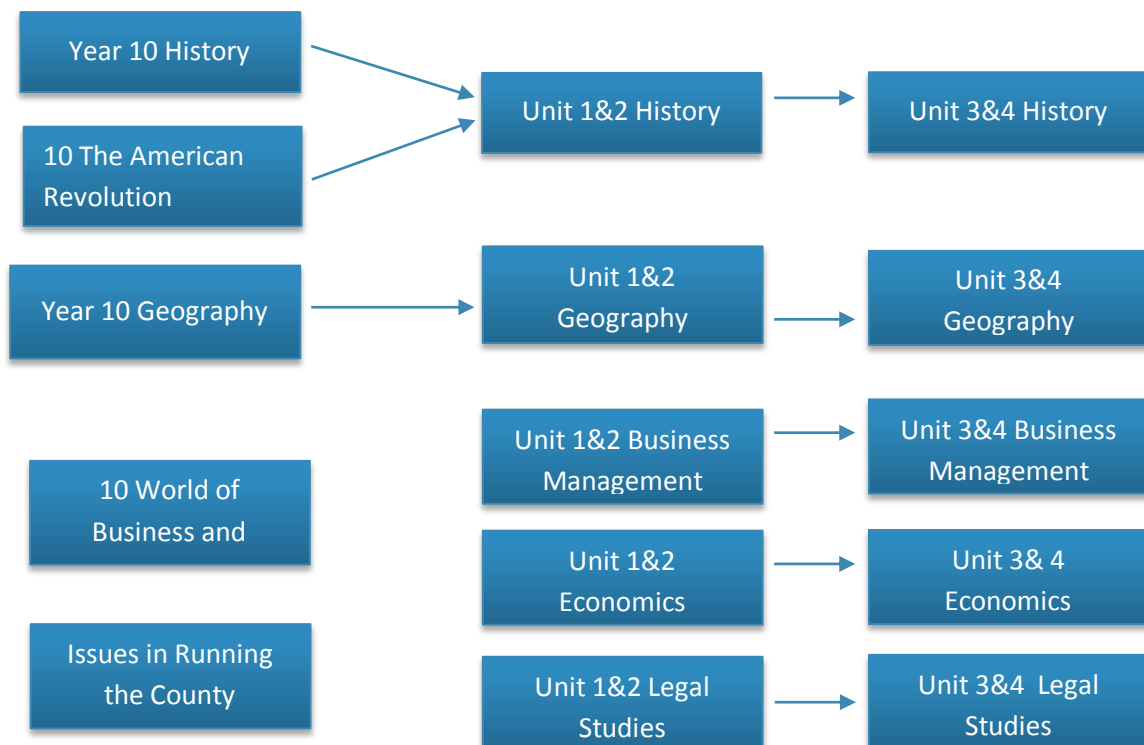 Year 10 History
10 The American
Revolution
Unit 1&2 History
Unit 3&4 History
Year 10 Geography
Unit 1&2
Geography
Unit 3&4
Geography
10 World of
Business and
Unit 1&2 Business
Management
Unit 3&4 Business
Management
Unit 1&2
Economics
Unit 3& 4
Economics
Issues in Running
the County
Unit 1&2 Legal
Studies
Unit 3&4  Legal
Studies